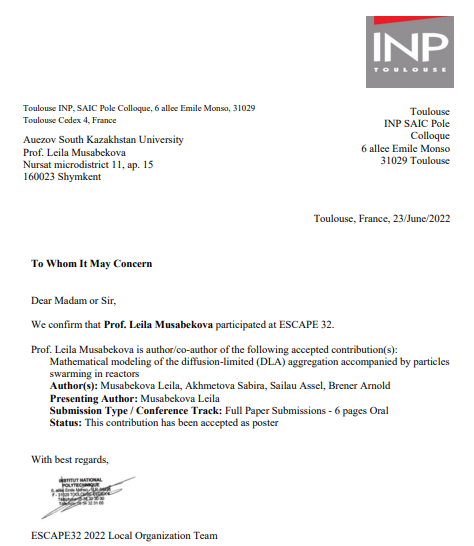 INP
TOULOUSE
Toulouse INP, SAIC Pole Colloque, 6 allee Emile Monso, 31029
Toulouse Cedex 4, France
Auezov South Kazakhstan University
Prof. Leila Musabekova
Nursat microdistrict 11, ap. 15
160023 Shymkent
Toulouse
INP SAIC Pole
Colloque
6 allee Emile Monso
31029 Toulouse
Toulouse, France, 23/June/2022
To Whom It May Concern
Dear Madam or Sir,
We confirm that Prof. Leila Musabekova participated at ESCAPE 32.
Prof. Leila Musabekova is author/co-author of the following accepted contribution(s):
Mathematical modeling of the diffusion-limited (DLA) aggregation accompanied by particles
swarming in reactors
Author(s): Musabekova Leila, Akhmetova Sabira, Sailau Assel, Brener Arnold
Presenting Author: Musabekova Leila
Submission Type / Conference Track: Full Paper Submissions - 6 pages Oral
Status: This contribution has been accepted as poster
With best regards,
INSTITUT NATIONAL
POLYTECHNIQUE
ESCAPE32 2022 Local Organization Team